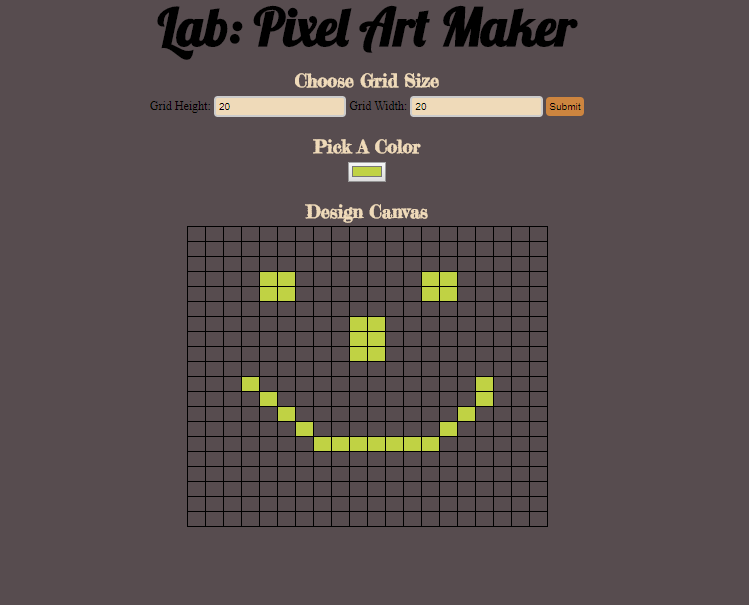 Lab: Pixel Art Maker
Choose Grid Size
Grid Height: 20 Grid Width: 20 Submit
Pick A Color
Design Canvas